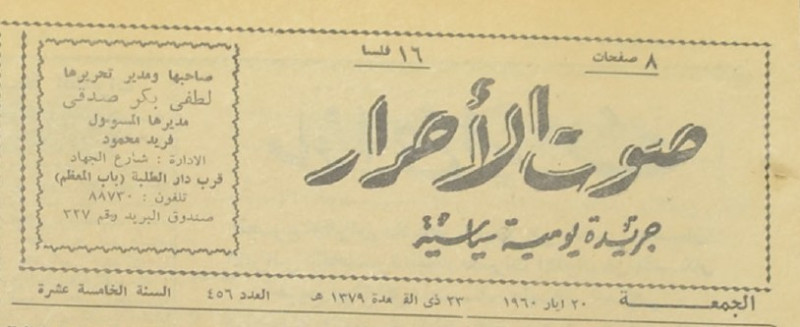 ٨ صفحات
١٦ فلسا
صوت الأحرار
جريدة يومية سياسية
صاحبها ومدير تحريرها
لطفي بكر صدقي
مديرها المسوول
فريد محمود
الادارة : شارع الجهاد
قرب دار الطلبة (باب المعظم)
تلفون : ٨٨٧٣٠
صندوق البريد رقم ٣٢٧
الجمعـــة ٢٠ ايار ١٩٦٠ ٢٣ ذي القعدة ١٣٧٩ هـ العدد ٤٥٦ السنة الخامسة عشرة